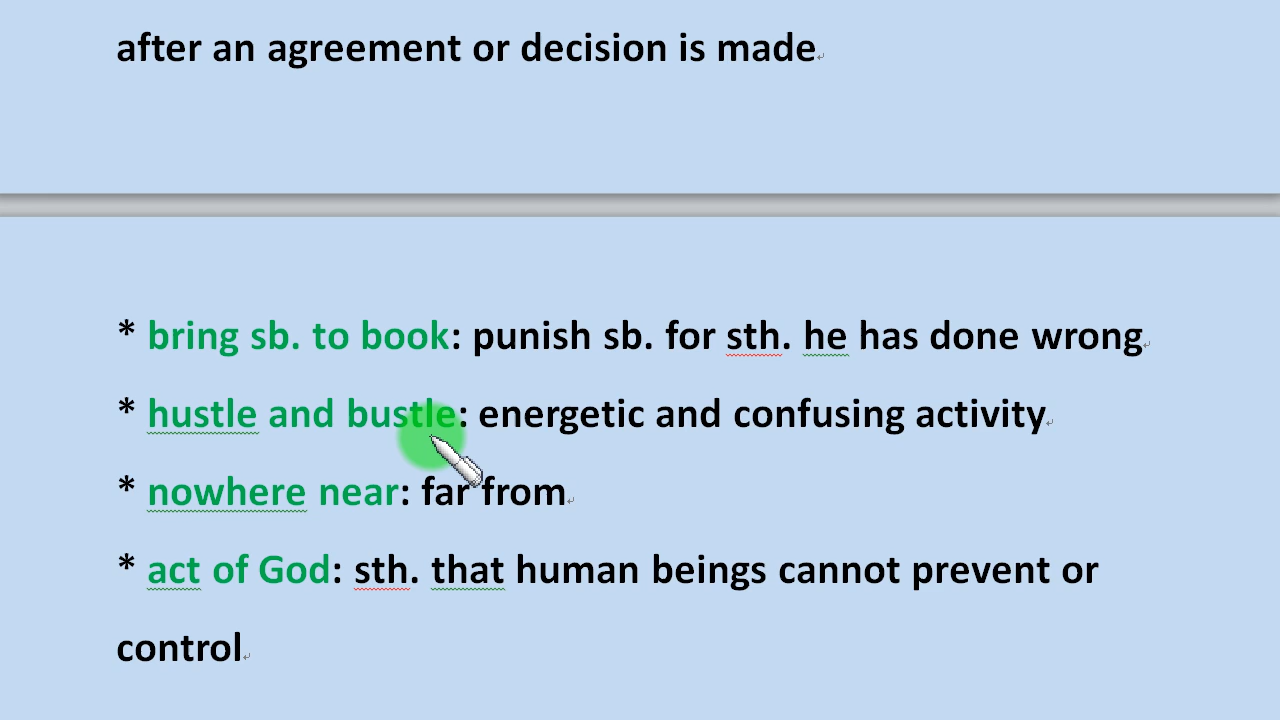 after an agreement or decision is made
* bring sb. to book: punish sb. for sth. he has done wrong
* hustle and bustle: energetic and confusing activity
* nowhere near: far from
* act of God: sth. that human beings cannot prevent or
control